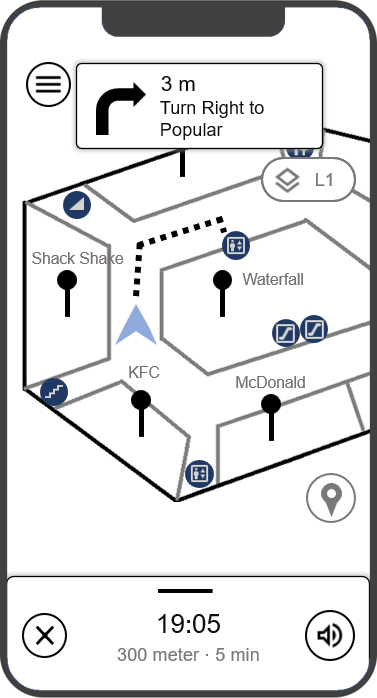 3 m
Turn Right to
Popular
L1
Shack Shake
Waterfall
KFC
McDonald
19:05
300 meter · 5 min